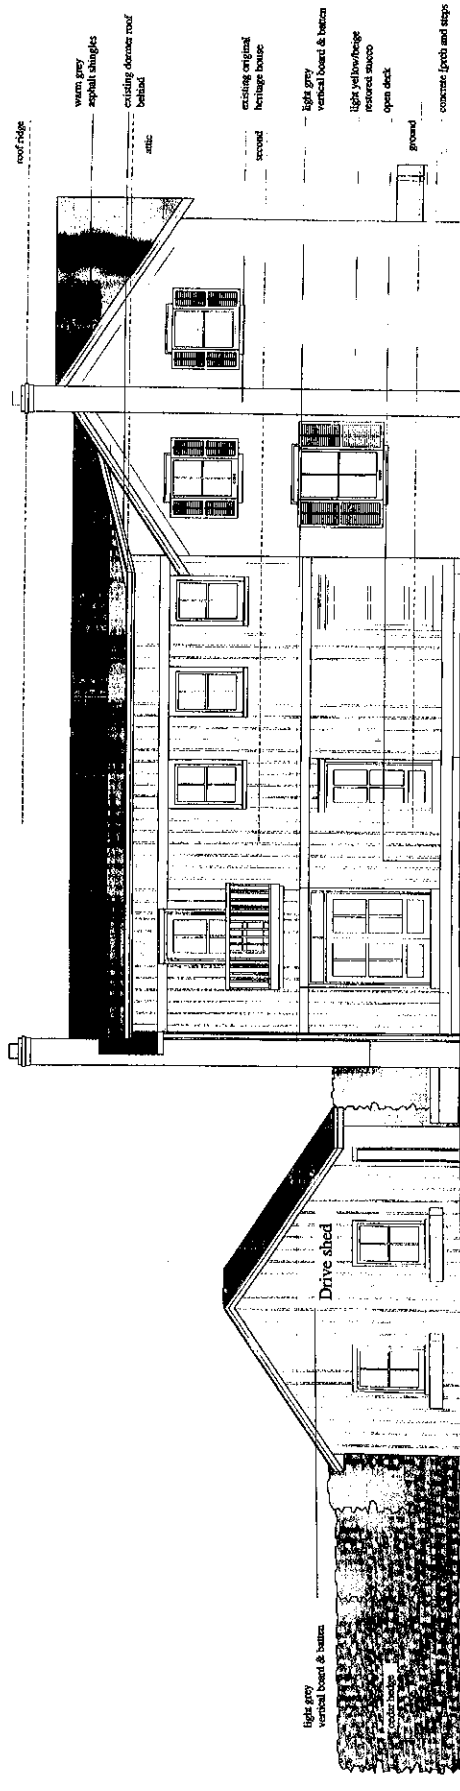 roof ridge
warm grey
asphalt shingles
existing dormer roof
behind
attic
existing original
heritage house
second
light grey
vertical board & batten
light yellow/beige
restored stucco
open deck
ground
concrete porch and steps
Drive shed
light grey
vertical board & batten
cedar hedge